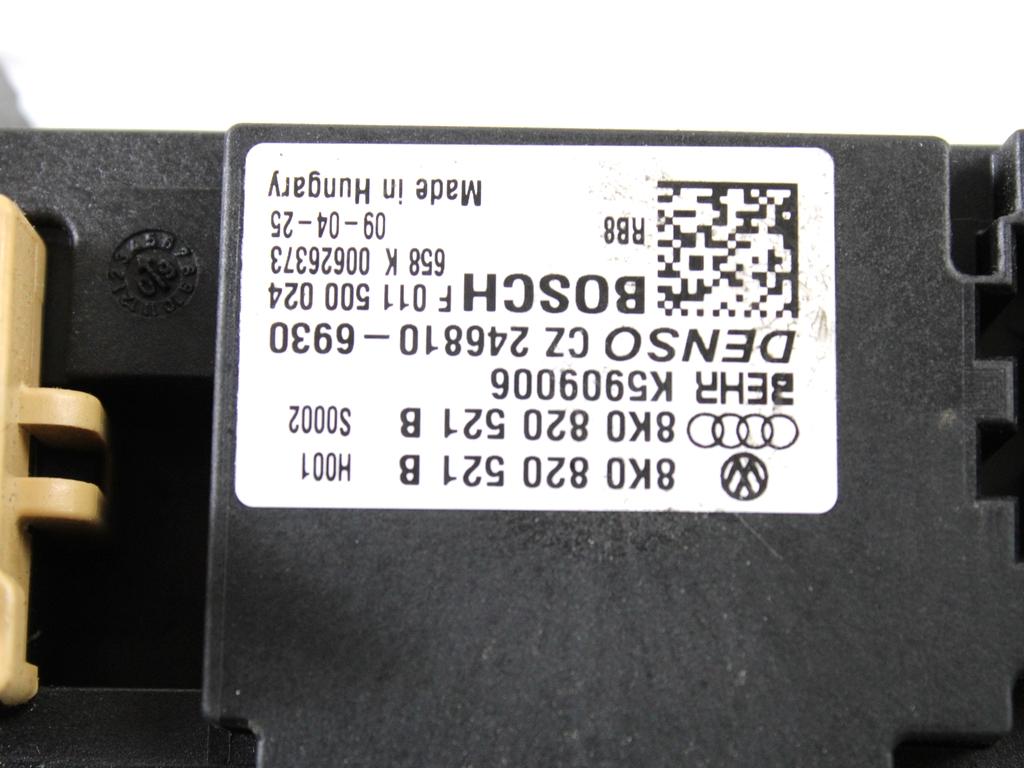 8K0 820 521 B H001
8K0 820 521 B S0002
BEHR K5909006
DENSO CZ 246810-6930
BOSCH F 011 500 024
658 K 00626373
RB8 09-04-25
Made in Hungary